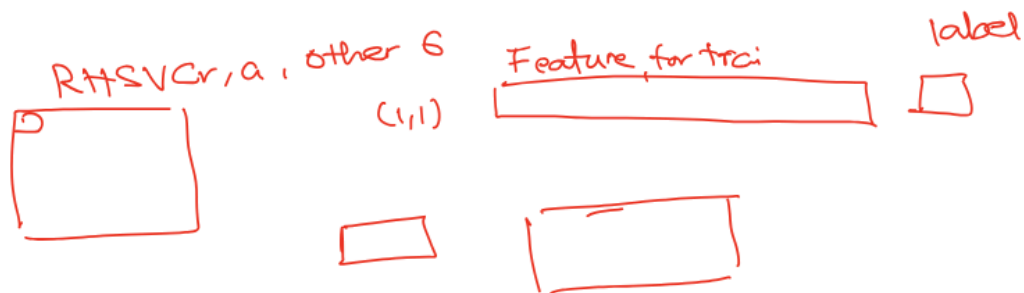 RHSVCr, a, other 6
(1,1)
Feature for trai
label